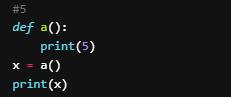 #5
def a():
    print(5)
x = a()
print(x)